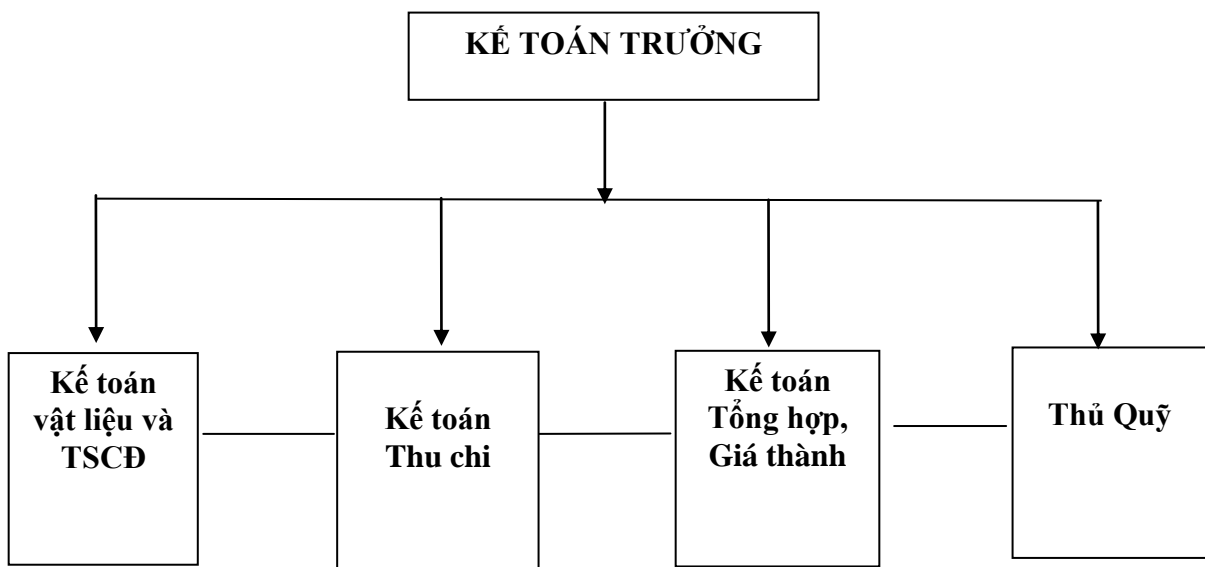 KẾ TOÁN TRƯỞNG
Kế toán
vật liệu và
TSCĐ
Kế toán
Thu chi
Kế toán
Tổng hợp,
Giá thành
Thủ Quỹ